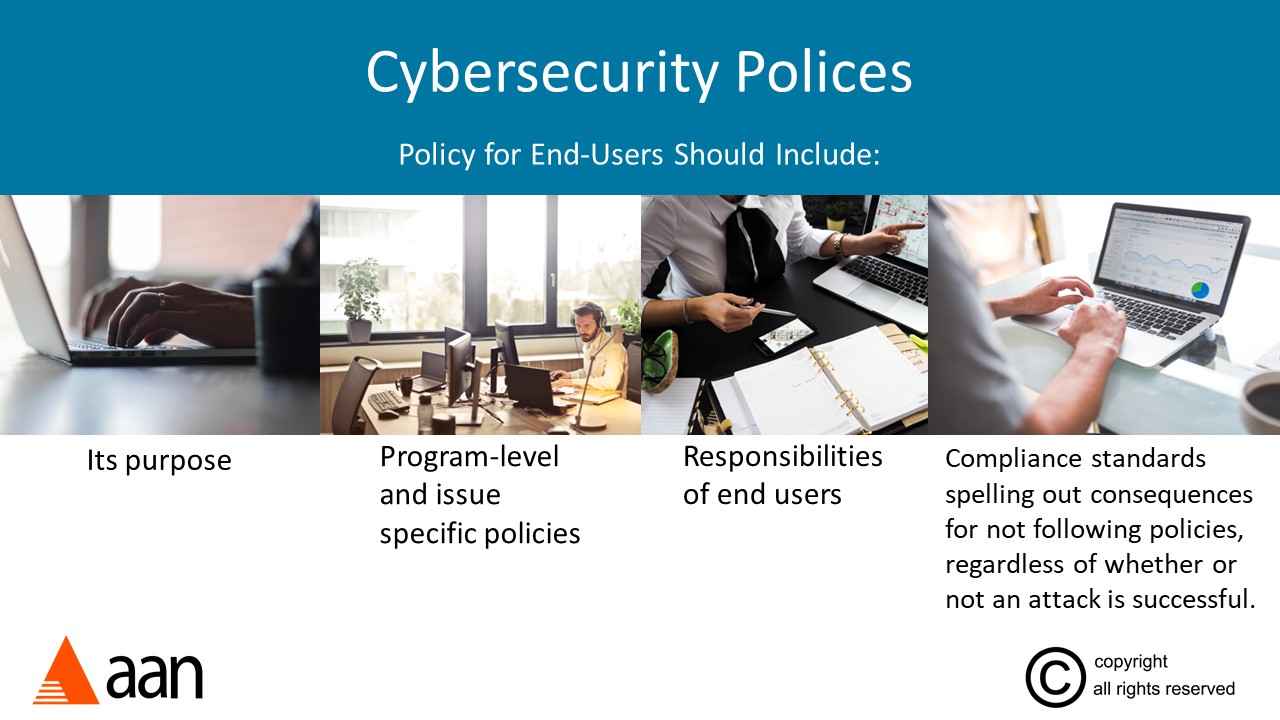 Cybersecurity Polices
Policy for End-Users Should Include:
Its purpose
Program-level
and issue
specific policies
Responsibilities
of end users
Compliance standards
spelling out consequences
for not following policies,
regardless of whether or
not an attack is successful.
aan
© copyright
all rights reserved